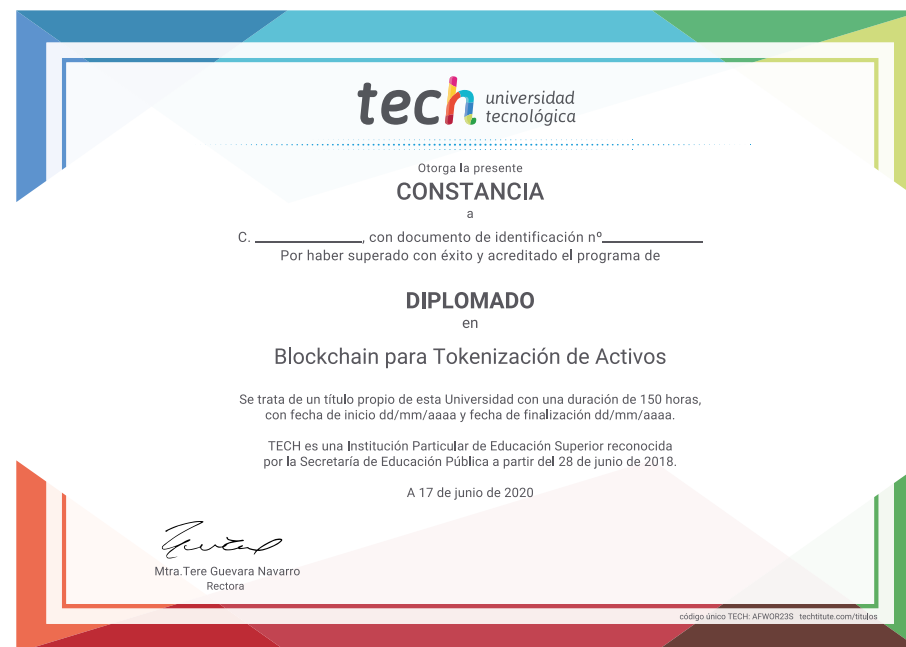 tech universidad
tecnológica
Otorga la presente
CONSTANCIA
a
C. ____________, con documento de identificación nº____________
Por haber superado con éxito y acreditado el programa de
DIPLOMADO
en
Blockchain para Tokenización de Activos
Se trata de un título propio de esta Universidad con una duración de 150 horas,
con fecha de inicio dd/mm/aaaa y fecha de finalización dd/mm/aaaa.
TECH es una Institución Particular de Educación Superior reconocida
por la Secretaría de Educación Pública a partir del 28 de junio de 2018.
A 17 de junio de 2020
Mtra.Tere Guevara Navarro
Rectora
código único TECH: AFWOR23S techtitute.com/titulos